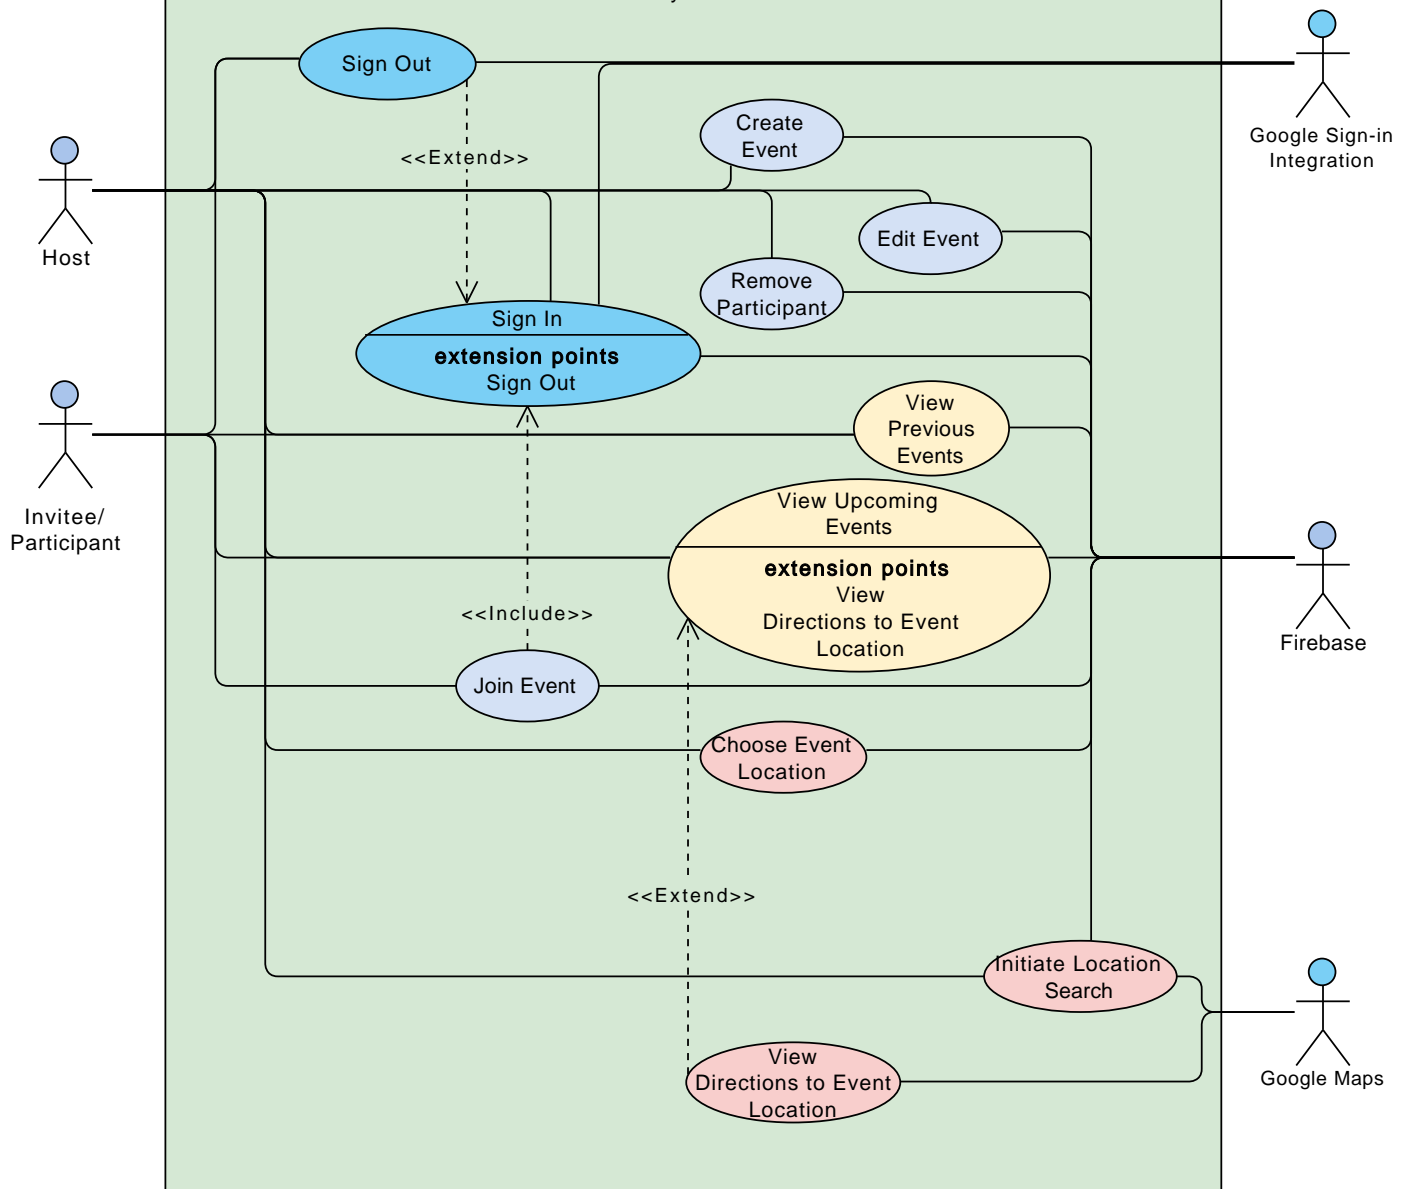 Sign Out
Google Sign-in
Integration
Create
Event
<<Extend>>
Host
Edit Event
Remove
Participant
Sign In
extension points
Sign Out
View
Previous
Events
Invitee/
Participant
View Upcoming
Events
extension points
View
Directions to Event
Location
<<Include>>
Firebase
Join Event
Choose Event
Location
<<Extend>>
Initiate Location
Search
View
Directions to Event
Location
Google Maps